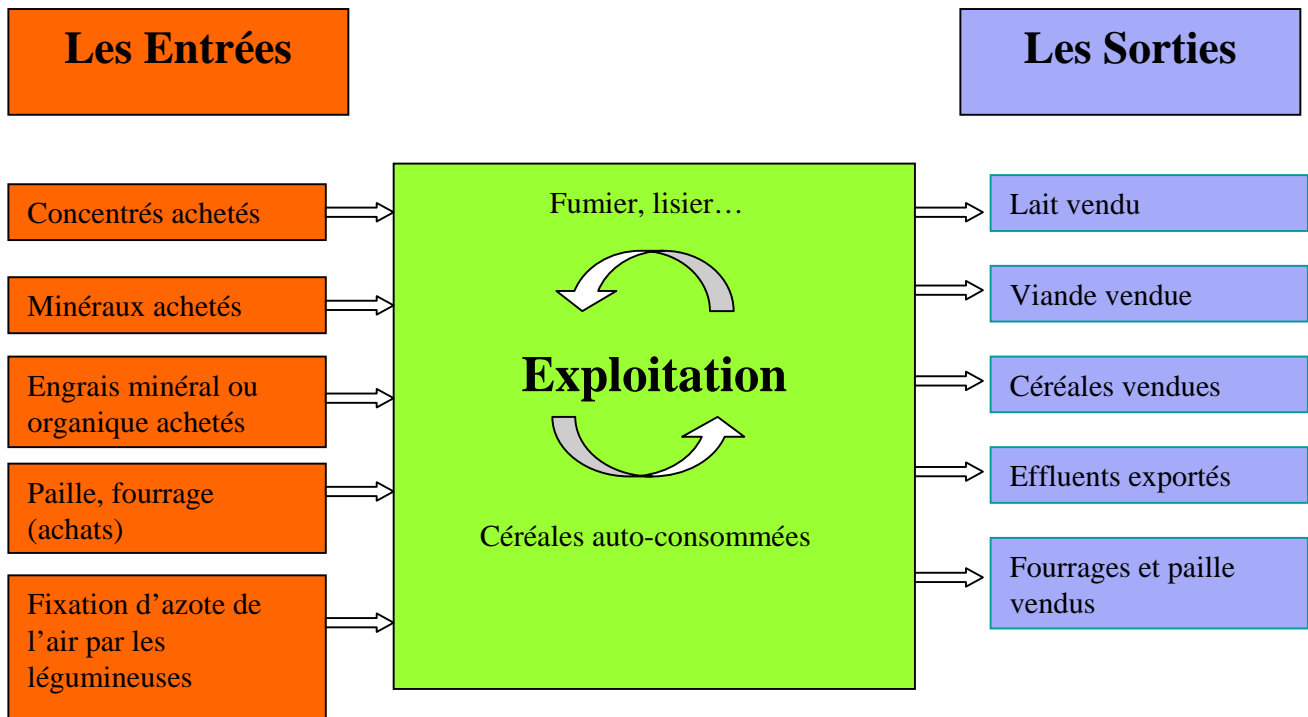 Les Entrées
Les Sorties
Concentrés achetés
Minéraux achetés
Engrais minéral ou
organique achetés
Paille, fourrage
(achats)
Fixation d’azote de
l’air par les
légumineuses
Fumier, lisier…
Exploitation
Céréales auto-consommées
Lait vendu
Viande vendue
Céréales vendues
Effluents exportés
Fourrages et paille
vendus